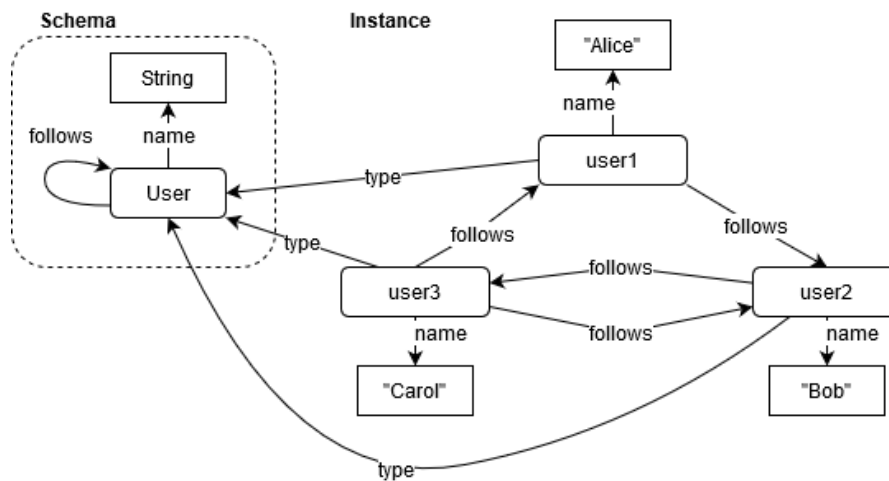 Schema
Instance
String
"Alice"
name
follows
name
user1
type
User
follows
type
follows
user3
follows
user2
name
follows
name
"Carol"
"Bob"
type